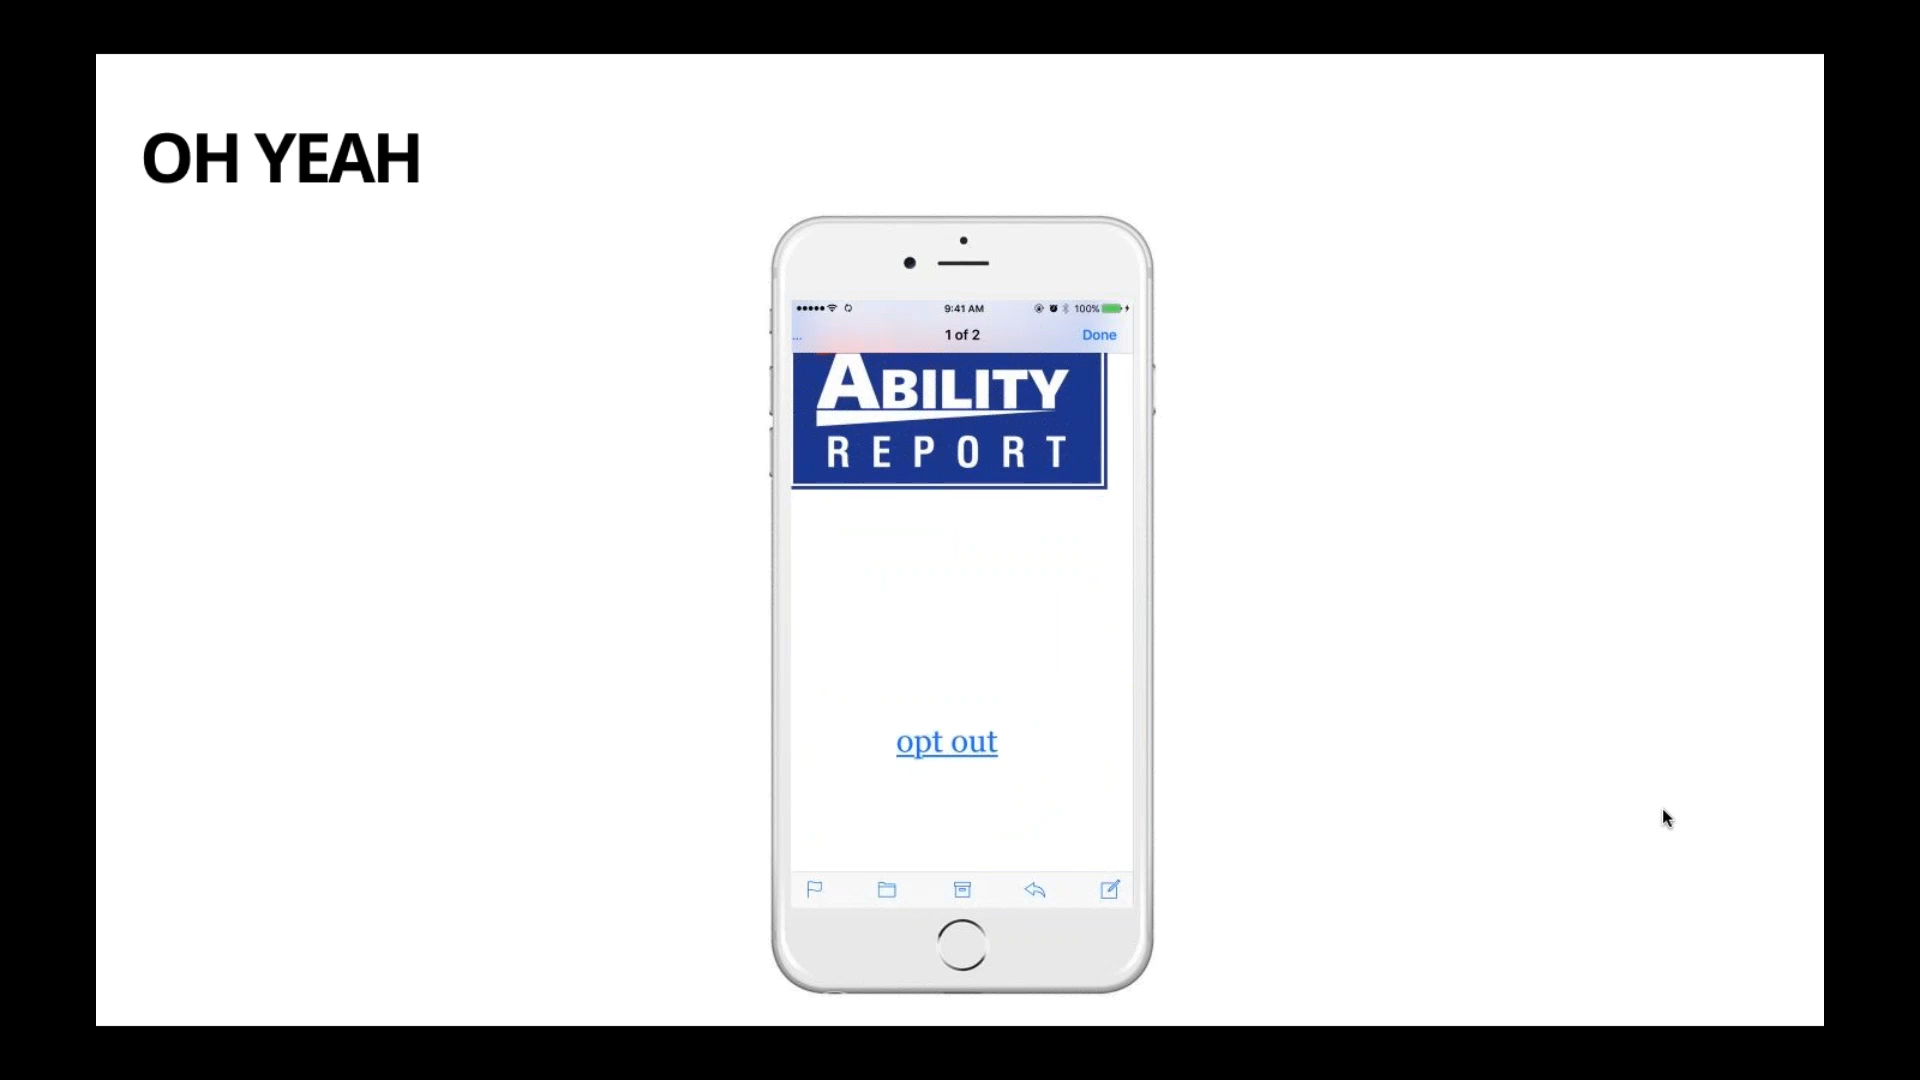 OH YEAH
9:41 AM
100%
...
1 of 2
Done
ABILITY
REPORT
opt out